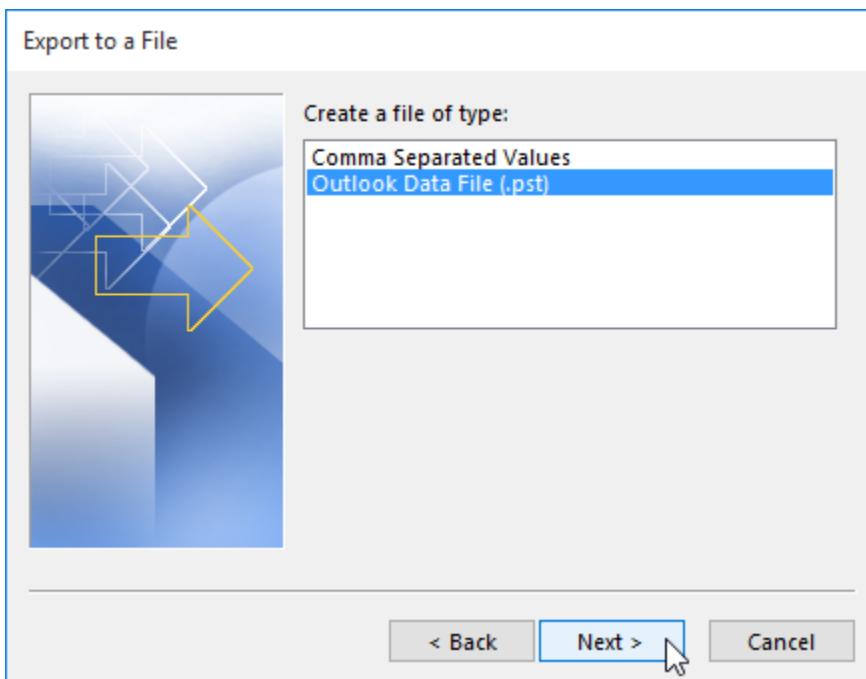 Export to a File
Create a file of type:
Comma Separated Values
Outlook Data File (.pst)
< Back
Next >
Cancel